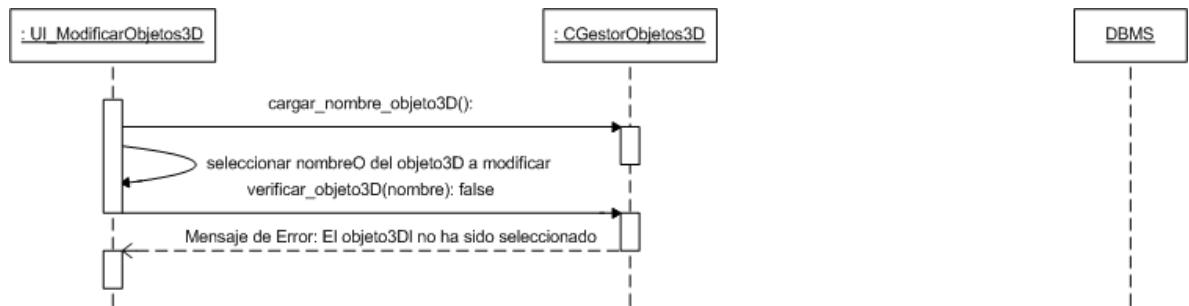 : UI_ModificarObjetos3D
: CGestorObjetos3D
DBMS
cargar_nombre_objeto3D():
seleccionar nombreO del objeto3D a modificar
verificar_objeto3D(nombre): false
Mensaje de Error: El objeto3Dl no ha sido seleccionado